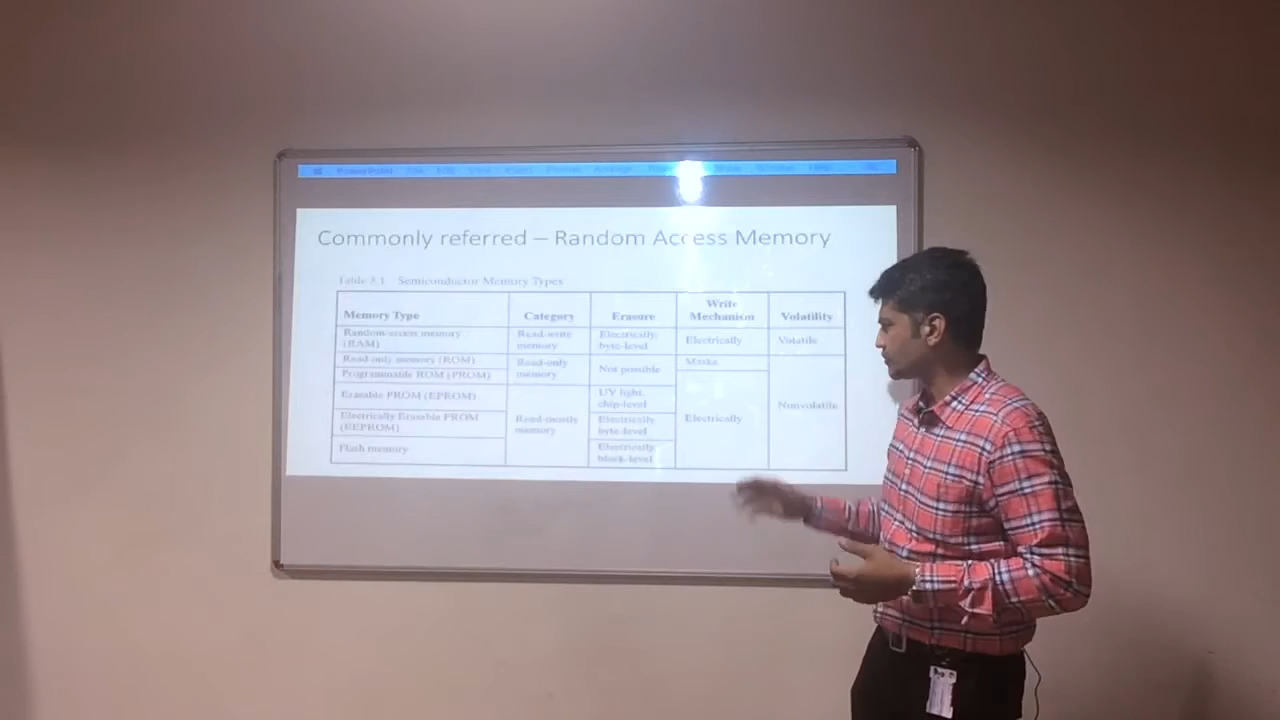 PowerPoint
Commonly referred – Random Access Memory
Table 5.1 Semiconductor Memory Types
Memory Type Category Erasure Write Mechanism Volatility
Random-access memory (RAM) Read-write memory Electrically, byte-level Electrically Volatile
Read-only memory (ROM) Read-only memory Not possible Masks Nonvolatile
Programmable ROM (PROM) Electrically
Erasable PROM (EPROM) Read-mostly memory UV light, chip-level
Electrically Erasable PROM (EEPROM) Electrically byte-level
Flash memory Electrically block-level